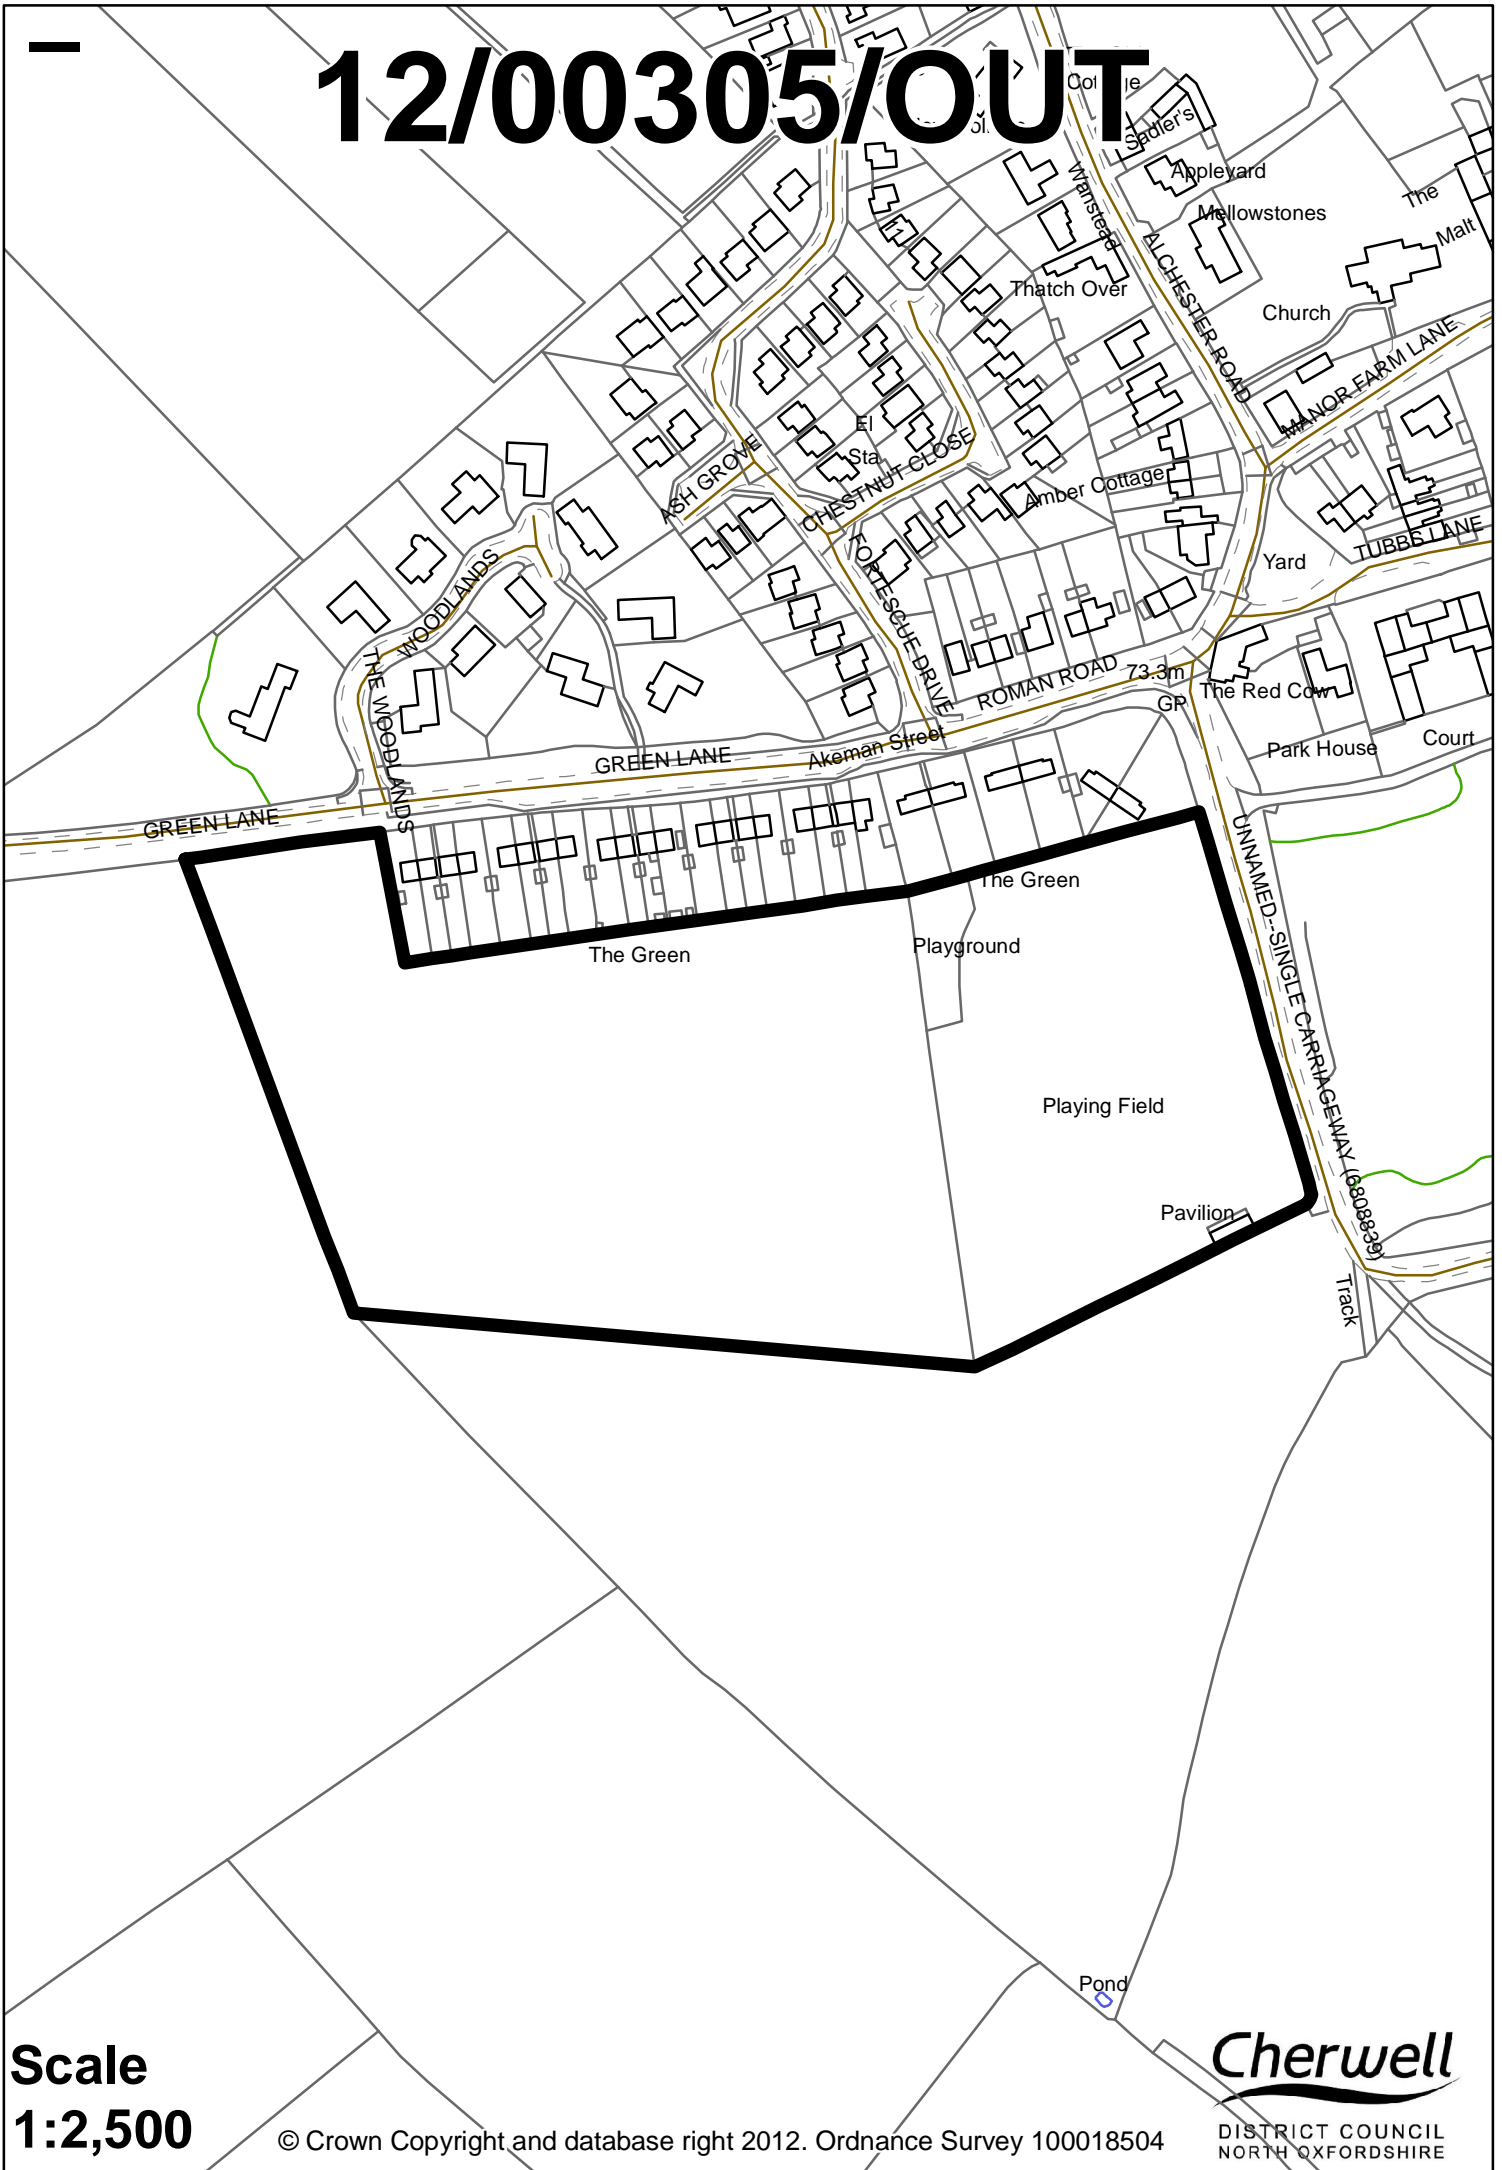 12/00305/OUT
Sadler's
Appleyard
The
Mellowstones
Malt
Wanstead
11
ALCHESTER ROAD
Thatch Over
Church
MANOR FARM LANE
El
Sta
ASH GROVE
CHESTNUT CLOSE
Amber Cottage
TUBBS LANE
Yard
FORTESCUE DRIVE
WOODLANDS
THE WOODLANDS
ROMAN ROAD
73.3m
GP
The Red Cow
Park House
Court
Akeman Street
GREEN LANE
GREEN LANE
The Green
The Green
Playground
UNNAMED--SINGLE CARRIAGEWAY (6808839)
Playing Field
Pavilion
Track
Pond
Scale
1:2,500
© Crown Copyright and database right 2012. Ordnance Survey 100018504
Cherwell
DISTRICT COUNCIL
NORTH OXFORDSHIRE